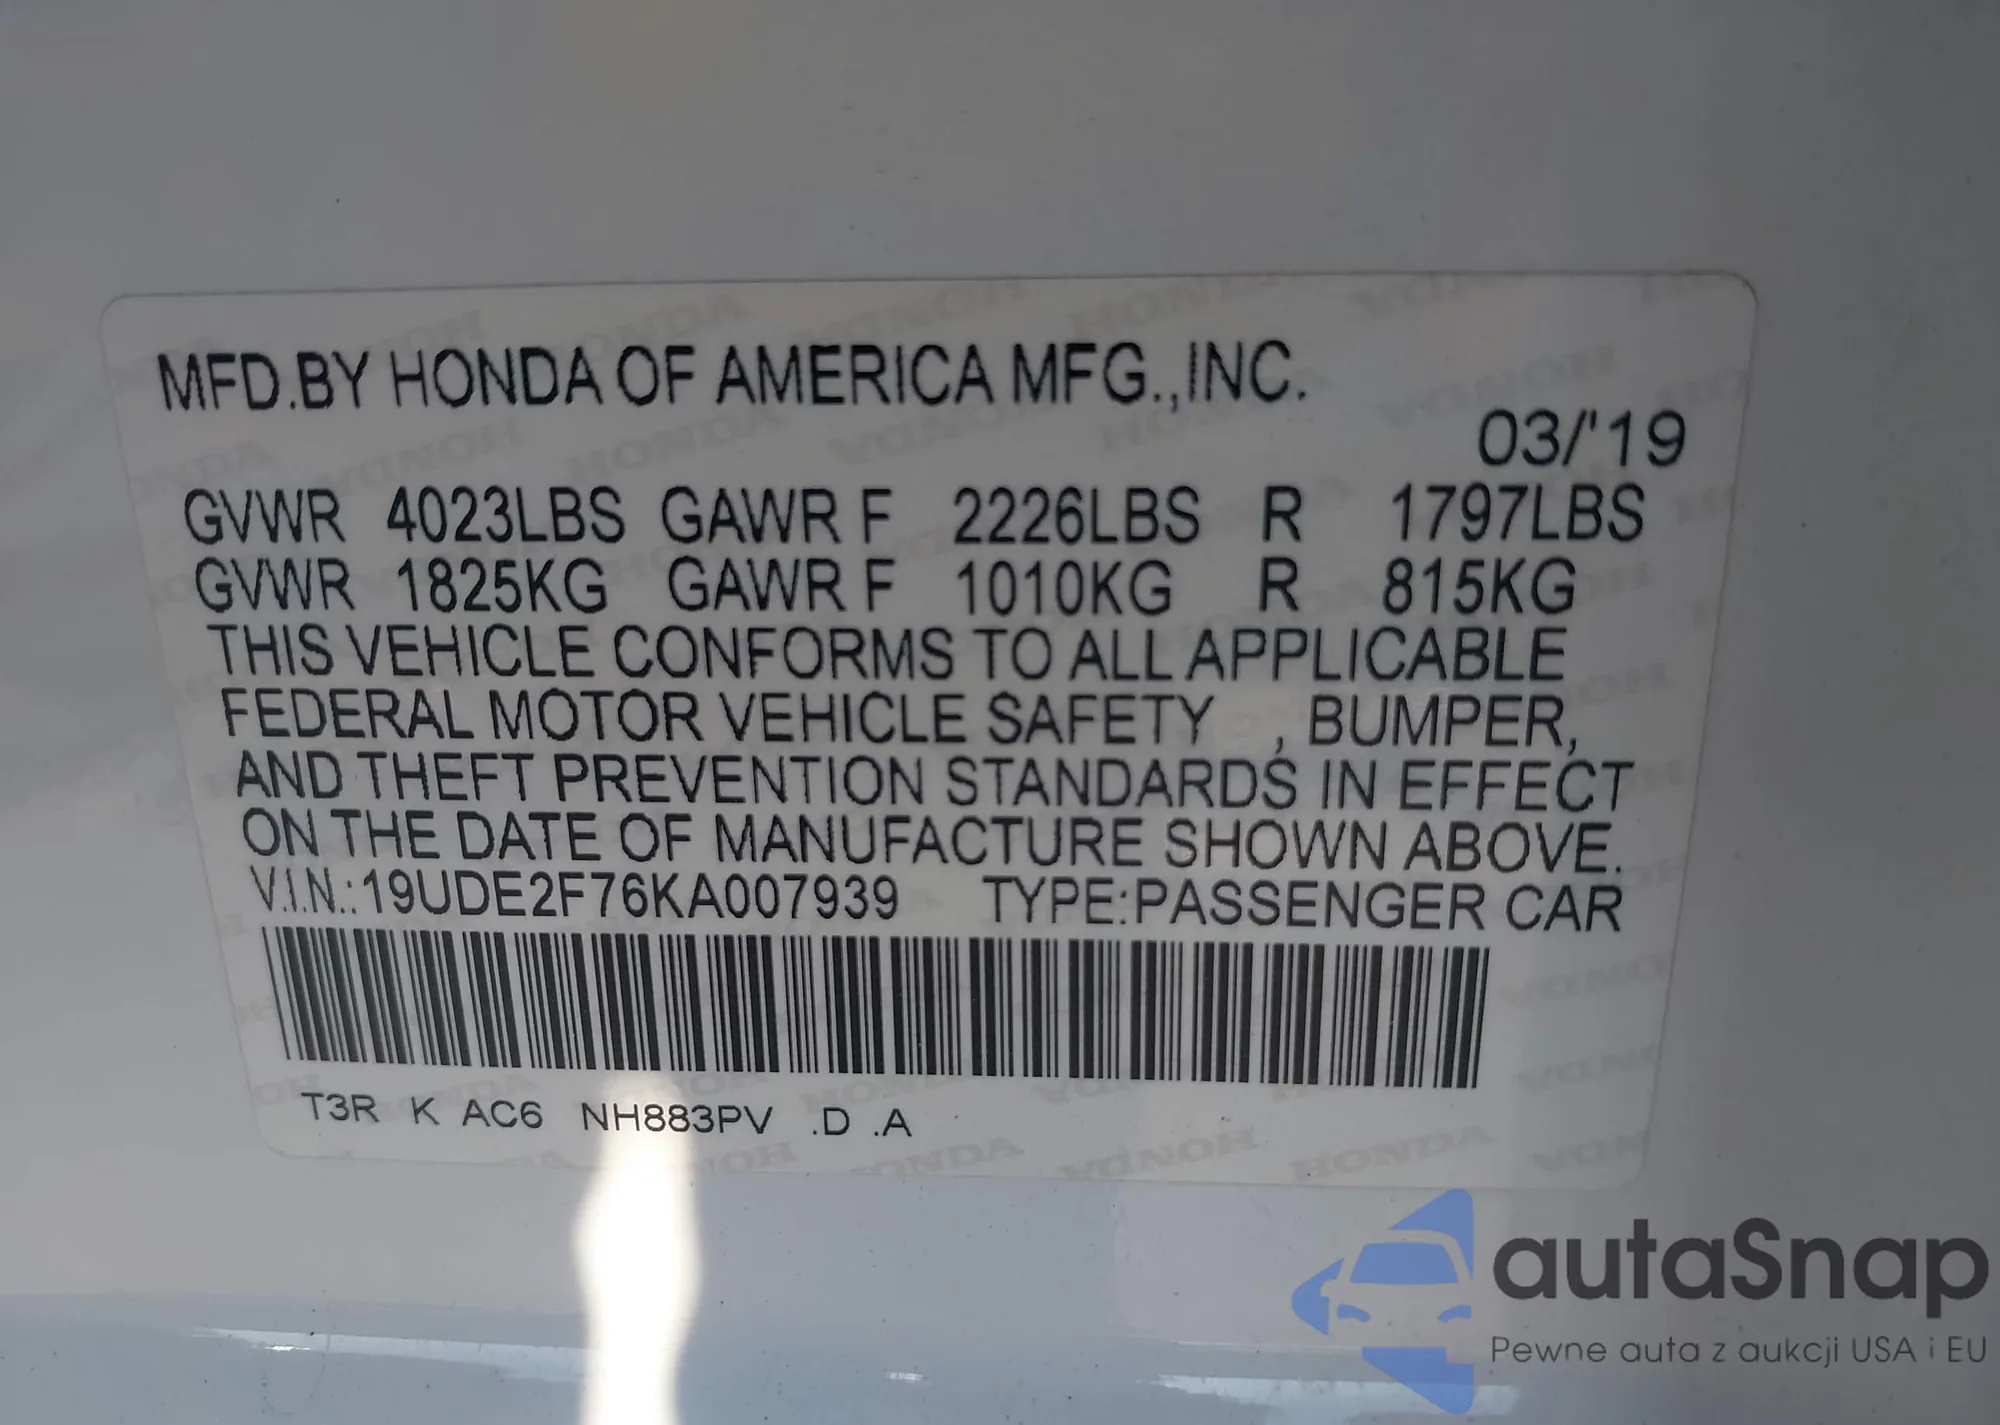 MFD.BY HONDA OF AMERICA MFG.,INC.
03/'19
GVWR 4023LBS GAWR F 2226LBS R 1797LBS
GVWR 1825KG GAWR F 1010KG R 815KG
THIS VEHICLE CONFORMS TO ALL APPLICABLE
FEDERAL MOTOR VEHICLE SAFETY , BUMPER,
AND THEFT PREVENTION STANDARDS IN EFFECT
ON THE DATE OF MANUFACTURE SHOWN ABOVE.
V.I.N.:19UDE2F76KA007939 TYPE:PASSENGER CAR
T3R K AC6 NH883PV .D .A
autaSnap
Pewne auta z aukcji USA i EU